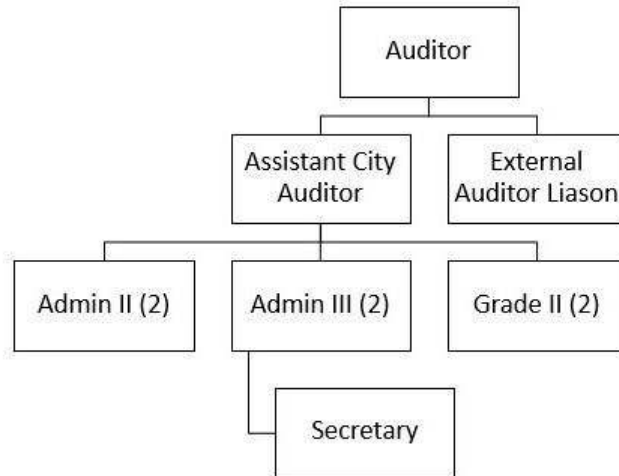 Auditor
Assistant City
Auditor
External
Auditor Liason
Admin II (2)
Admin III (2)
Grade II (2)
Secretary